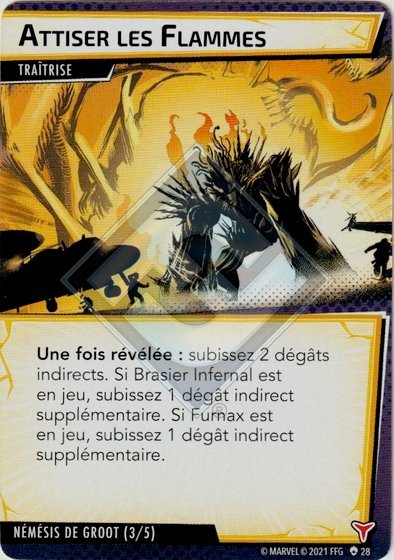 ATTISER LES FLAMMES
TRAÎTRISE
Une fois révélée : subissez 2 dégâts
indirects. Si Brasier Infernal est
en jeu, subissez 1 dégât indirect
supplémentaire. Si Furnax est
en jeu, subissez 1 dégât indirect
supplémentaire.
NÉMÉSIS DE GROOT (3/5)
© MARVEL © 2021 FFG 28